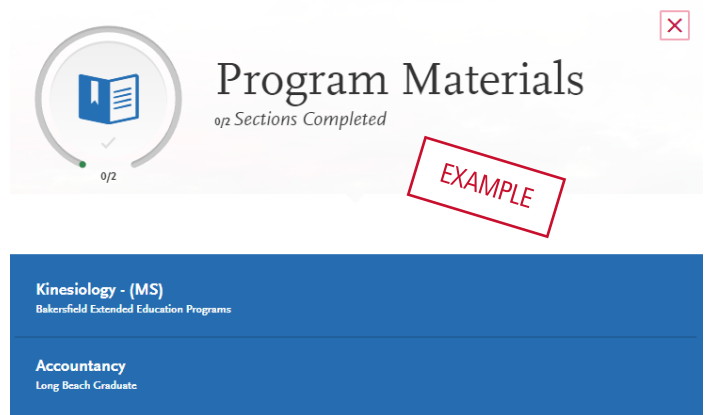 Program Materials
0/2 Sections Completed
0/2
EXAMPLE
Kinesiology - (MS)
Bakersfield Extended Education Programs
Accountancy
Long Beach Graduate